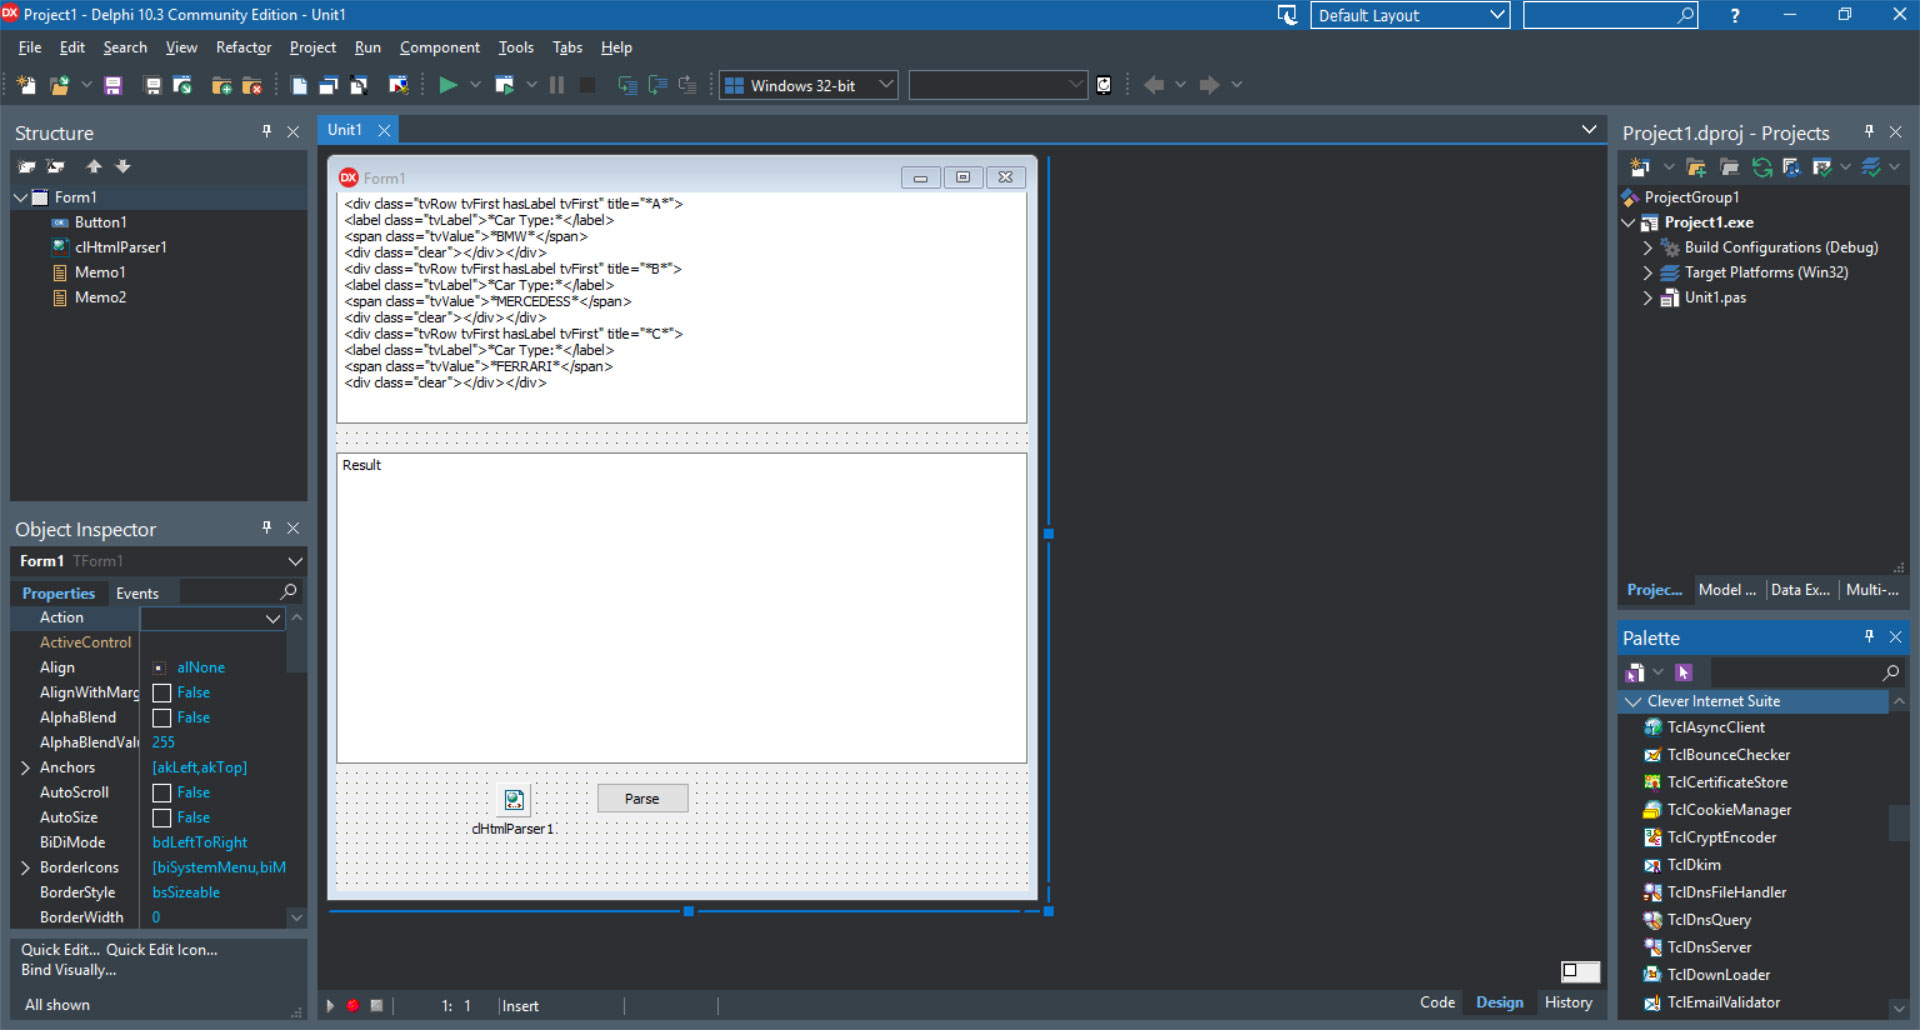 DX Project1 - Delphi 10.3 Community Edition - Unit1
Default Layout
?
File Edit Search View Refactor Project Run Component Tools Tabs Help
Windows 32-bit
Structure
Form1
Button1
clHtmlParser1
Memo1
Memo2
Object Inspector
Form1 TForm1
Properties Events
Action
ActiveControl
Align alNone
AlignWithMarg False
AlphaBlend False
AlphaBlendVal 255
Anchors [akLeft,akTop]
AutoScroll False
AutoSize False
BiDiMode bdLeftToRight
BorderIcons [biSystemMenu,biM
BorderStyle bsSizeable
BorderWidth 0
Quick Edit... Quick Edit Icon...
Bind Visually...
All shown
Unit1
DX Form1
<div class="tvRow tvFirst hasLabel tvFirst" title="*A*">
<label class="tvLabel">*Car Type:*</label>
<span class="tvValue">*BMW*</span>
<div class="clear"></div></div>
<div class="tvRow tvFirst hasLabel tvFirst" title="*B*">
<label class="tvLabel">*Car Type:*</label>
<span class="tvValue">*MERCEDESS*</span>
<div class="clear"></div></div>
<div class="tvRow tvFirst hasLabel tvFirst" title="*C*">
<label class="tvLabel">*Car Type:*</label>
<span class="tvValue">*FERRARI*</span>
<div class="clear"></div></div>
Result
Parse
clHtmlParser1
1: 1 Insert
Code Design History
Project1.dproj - Projects
ProjectGroup1
Project1.exe
Build Configurations (Debug)
Target Platforms (Win32)
Unit1.pas
Projec... Model ... Data Ex... Multi-...
Palette
Clever Internet Suite
TclAsyncClient
TclBounceChecker
TclCertificateStore
TclCookieManager
TclCryptEncoder
TclDkim
TclDnsFileHandler
TclDnsQuery
TclDnsServer
TclDownLoader
TclEmailValidator